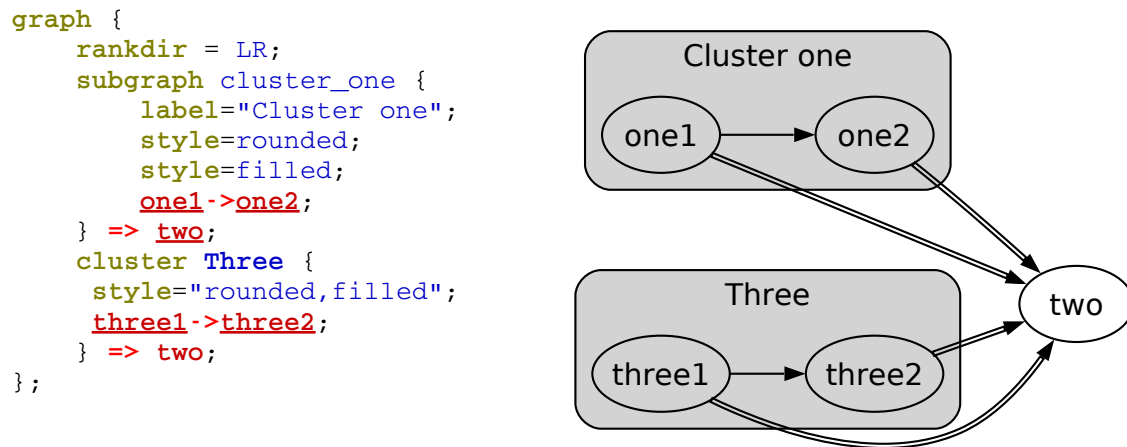 graph {
    rankdir = LR;
    subgraph cluster_one {
        label="Cluster one";
        style=rounded;
        style=filled;
        one1->one2;
    } => two;
    cluster Three {
     style="rounded,filled";
     three1->three2;
    } => two;
};
Cluster one
one1
one2
two
Three
three1
three2